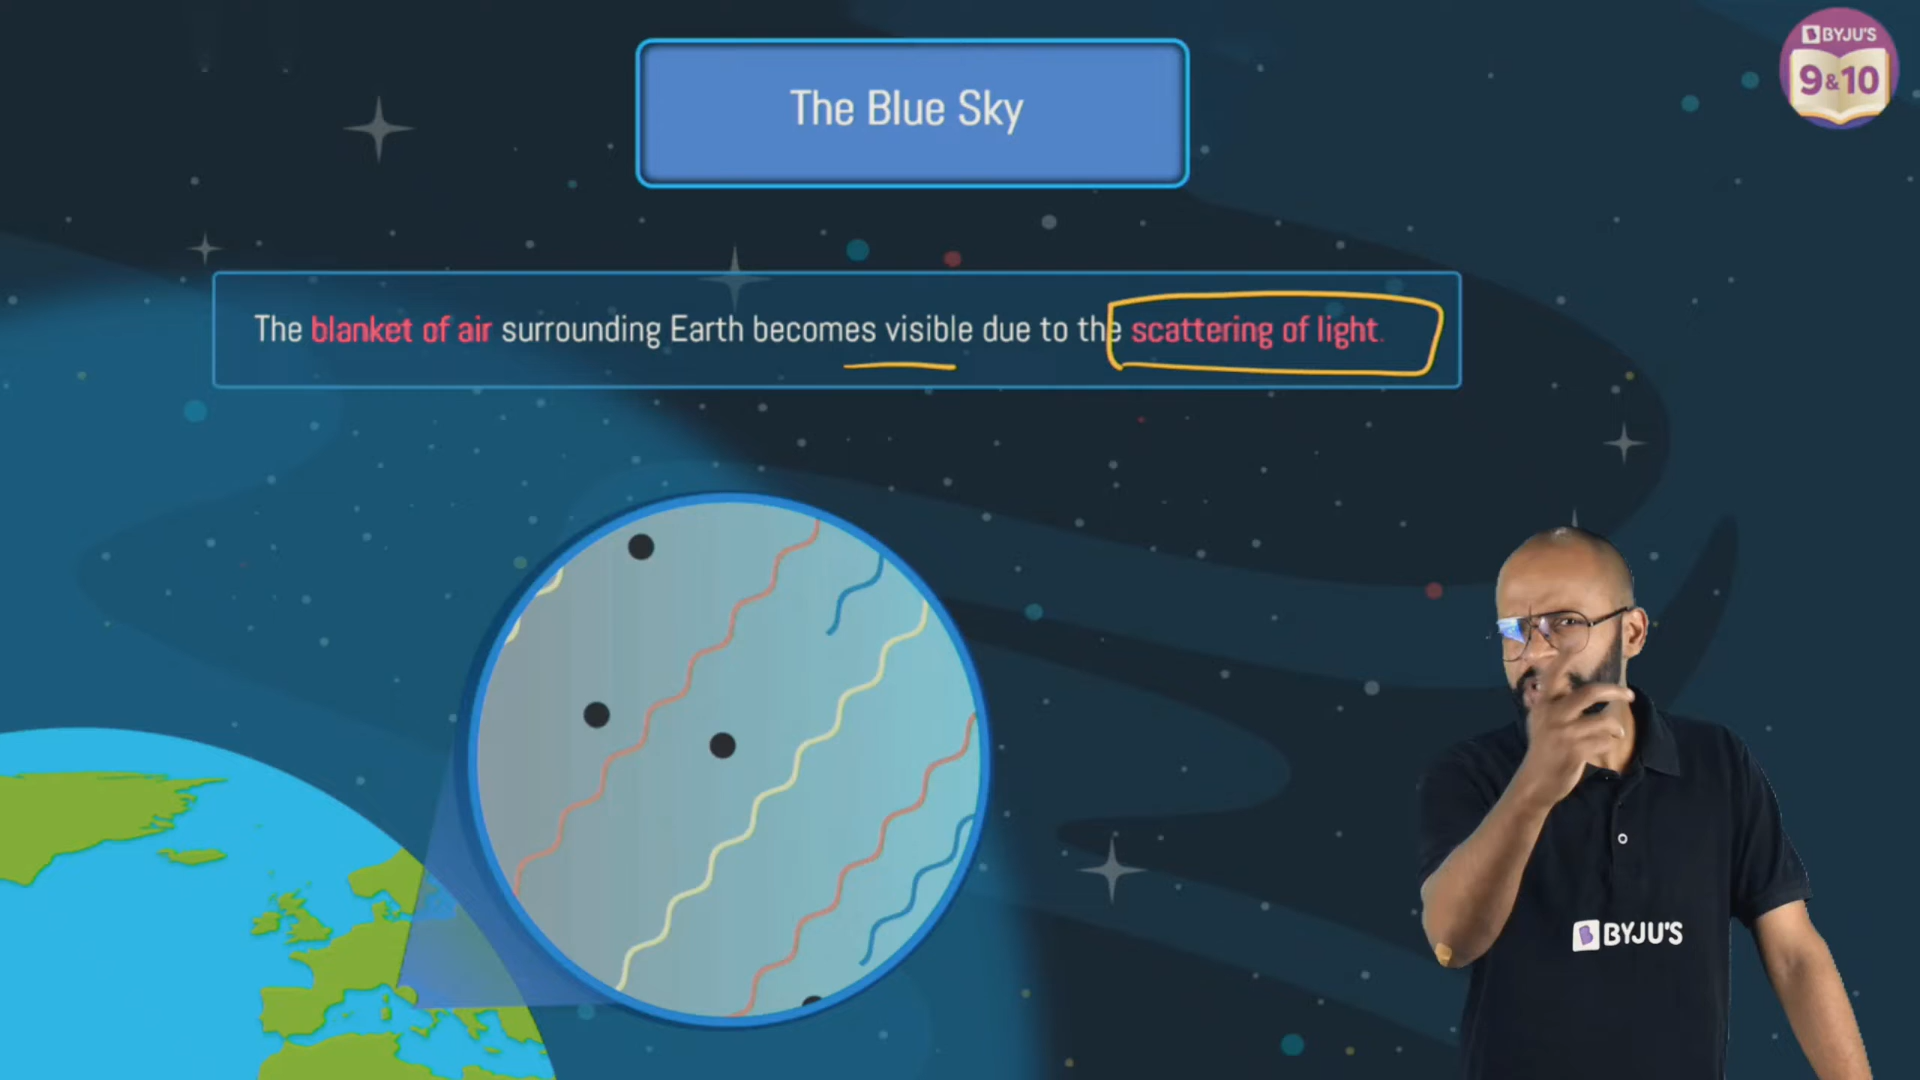 BYJU'S
9&10
The Blue Sky
The blanket of air surrounding Earth becomes visible due to the scattering of light.
BYJU'S